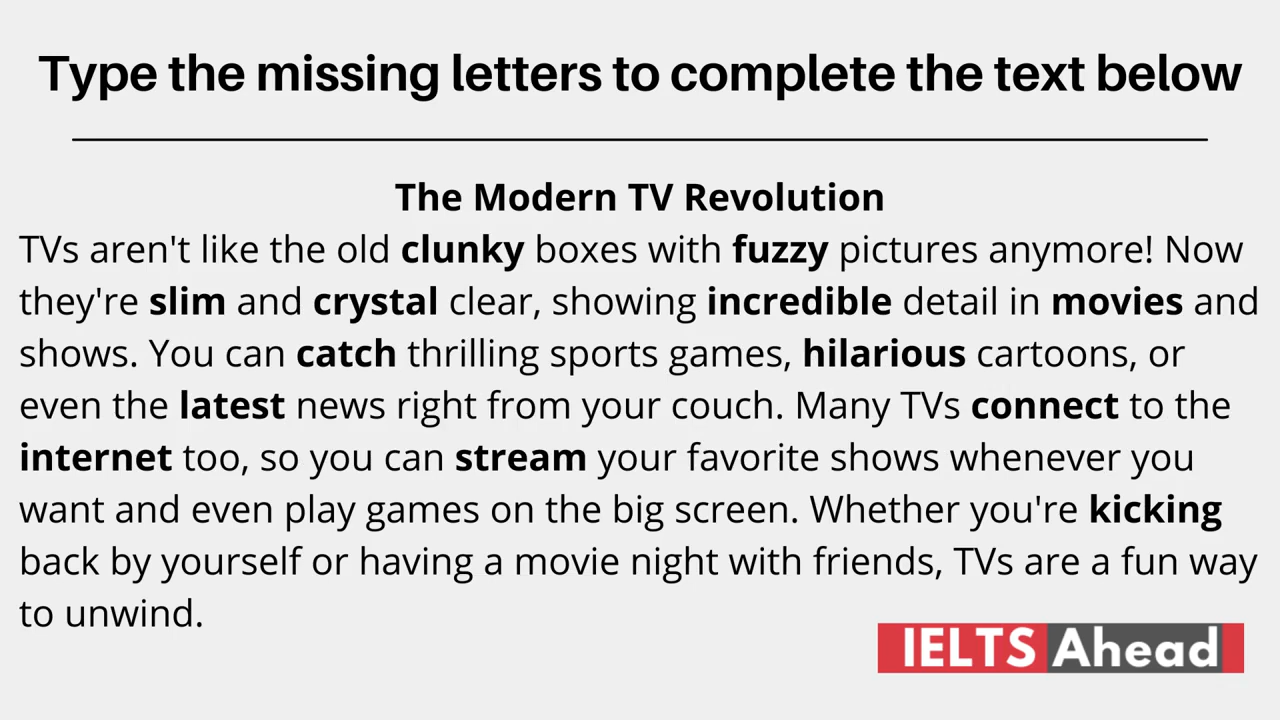 Type the missing letters to complete the text below
The Modern TV Revolution
TVs aren't like the old clunky boxes with fuzzy pictures anymore! Now
they're slim and crystal clear, showing incredible detail in movies and
shows. You can catch thrilling sports games, hilarious cartoons, or
even the latest news right from your couch. Many TVs connect to the
internet too, so you can stream your favorite shows whenever you
want and even play games on the big screen. Whether you're kicking
back by yourself or having a movie night with friends, TVs are a fun way
to unwind.
IELTS Ahead